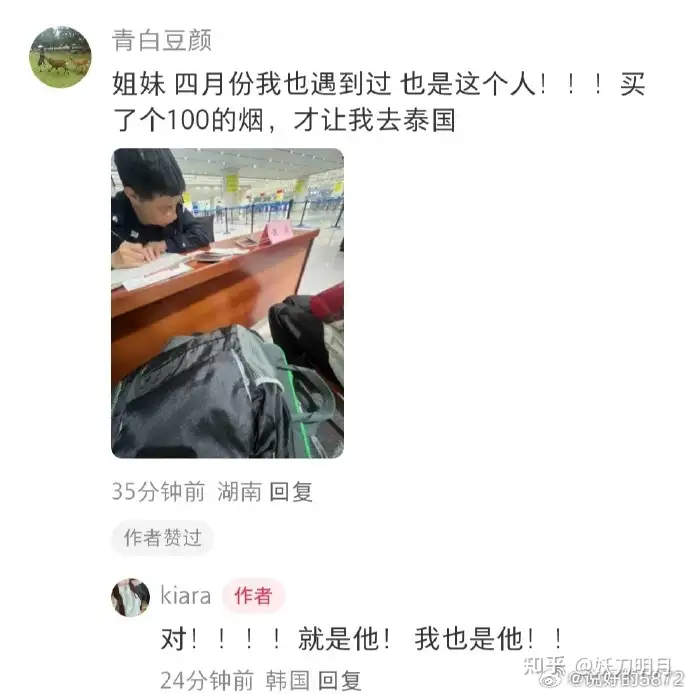 青白豆颜
姐妹 四月份我也遇到过 也是这个人！！！买
了个100的烟，才让我去泰国
35分钟前 湖南 回复
作者赞过
kiara 作者
对！！！！就是他！我也是他！！
24分钟前 韩国 回复
知乎 @妖刀明月